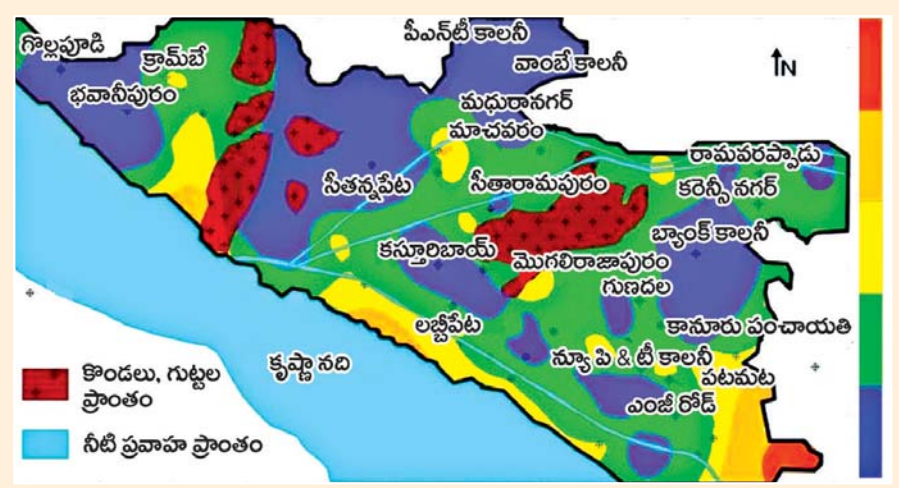 పీఎన్‌టీ కాలనీ
గొల్లపూడి
క్రామ్‌బే
వాంబే కాలనీ
N
భవానీపురం
మధురానగర్
మాచవరం
రామవరప్పాడు
సీతన్నపేట
సీతారామపురం
కరెన్సీ నగర్
బ్యాంక్ కాలనీ
కస్తూరిబాయ్
మొగలిరాజాపురం
గుణదల
లబ్బీపేట
కానూరు పంచాయతి
కృష్ణా నది
న్యూ పి & టీ కాలనీ
పటమట
ఎంజీ రోడ్
కొండలు, గుట్టల
ప్రాంతం
నీటి ప్రవాహ ప్రాంతం